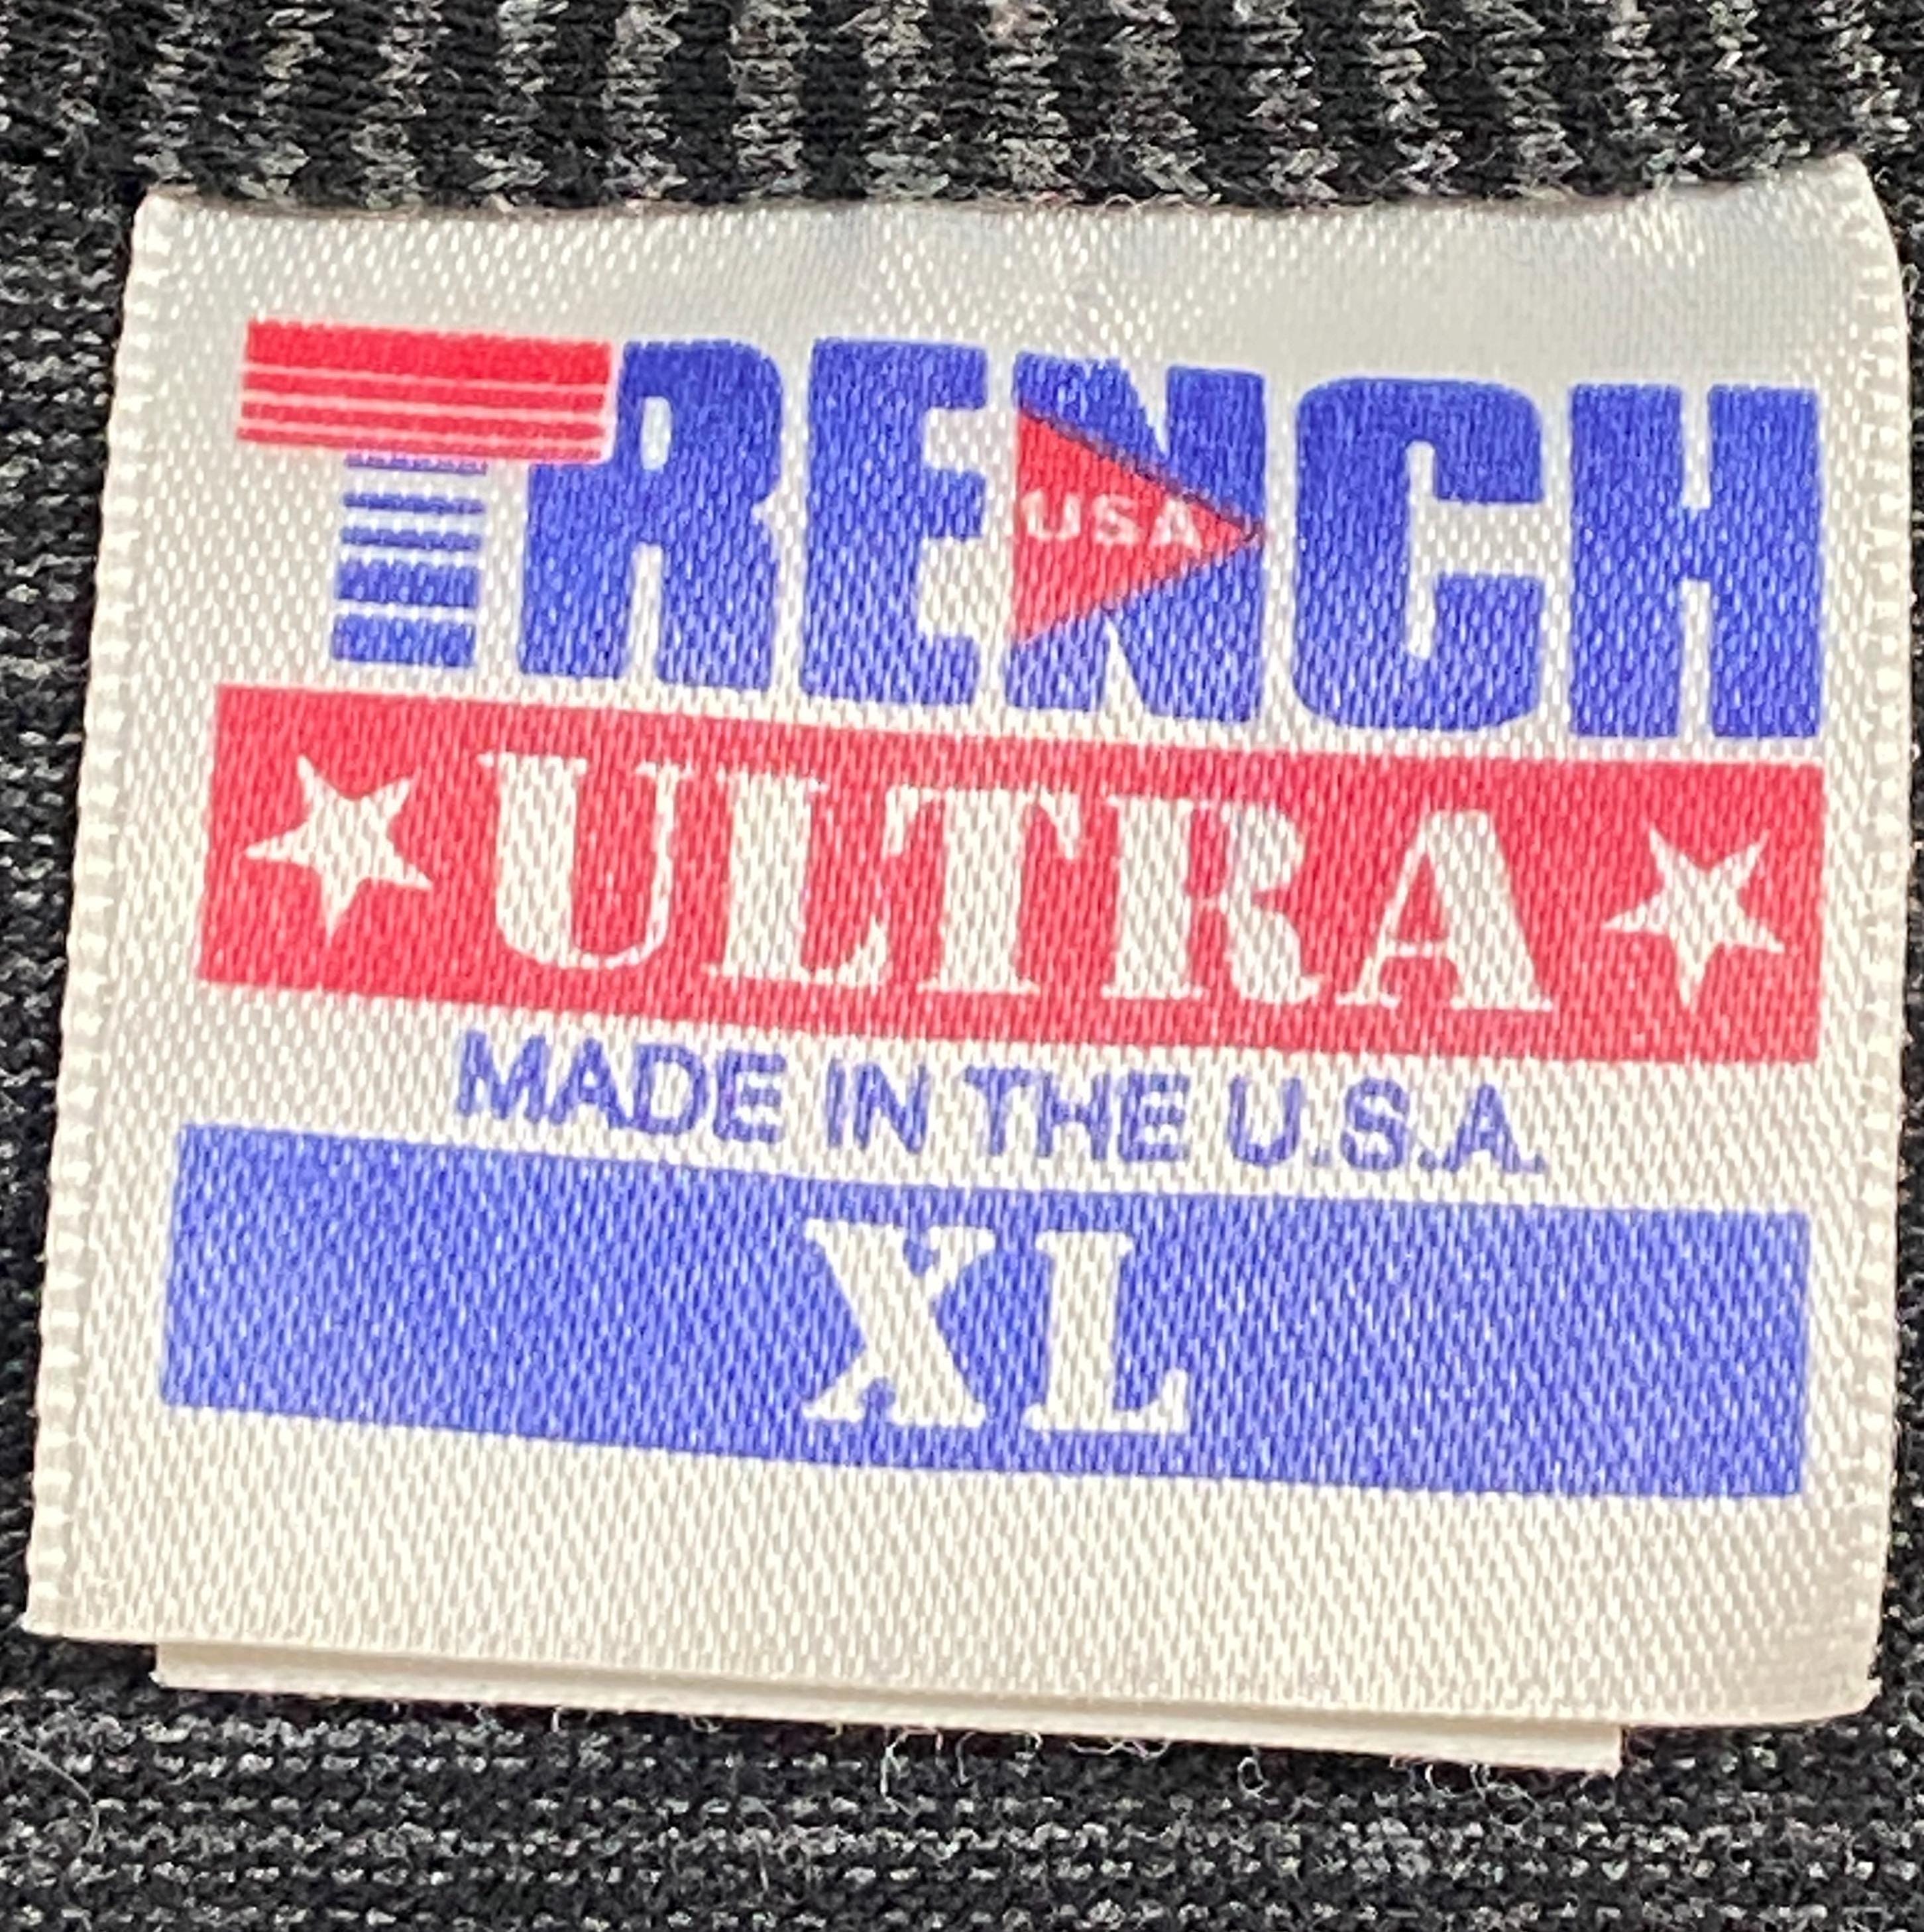 TRENCH
USA
ULTRA
MADE IN THE U.S.A.
XL